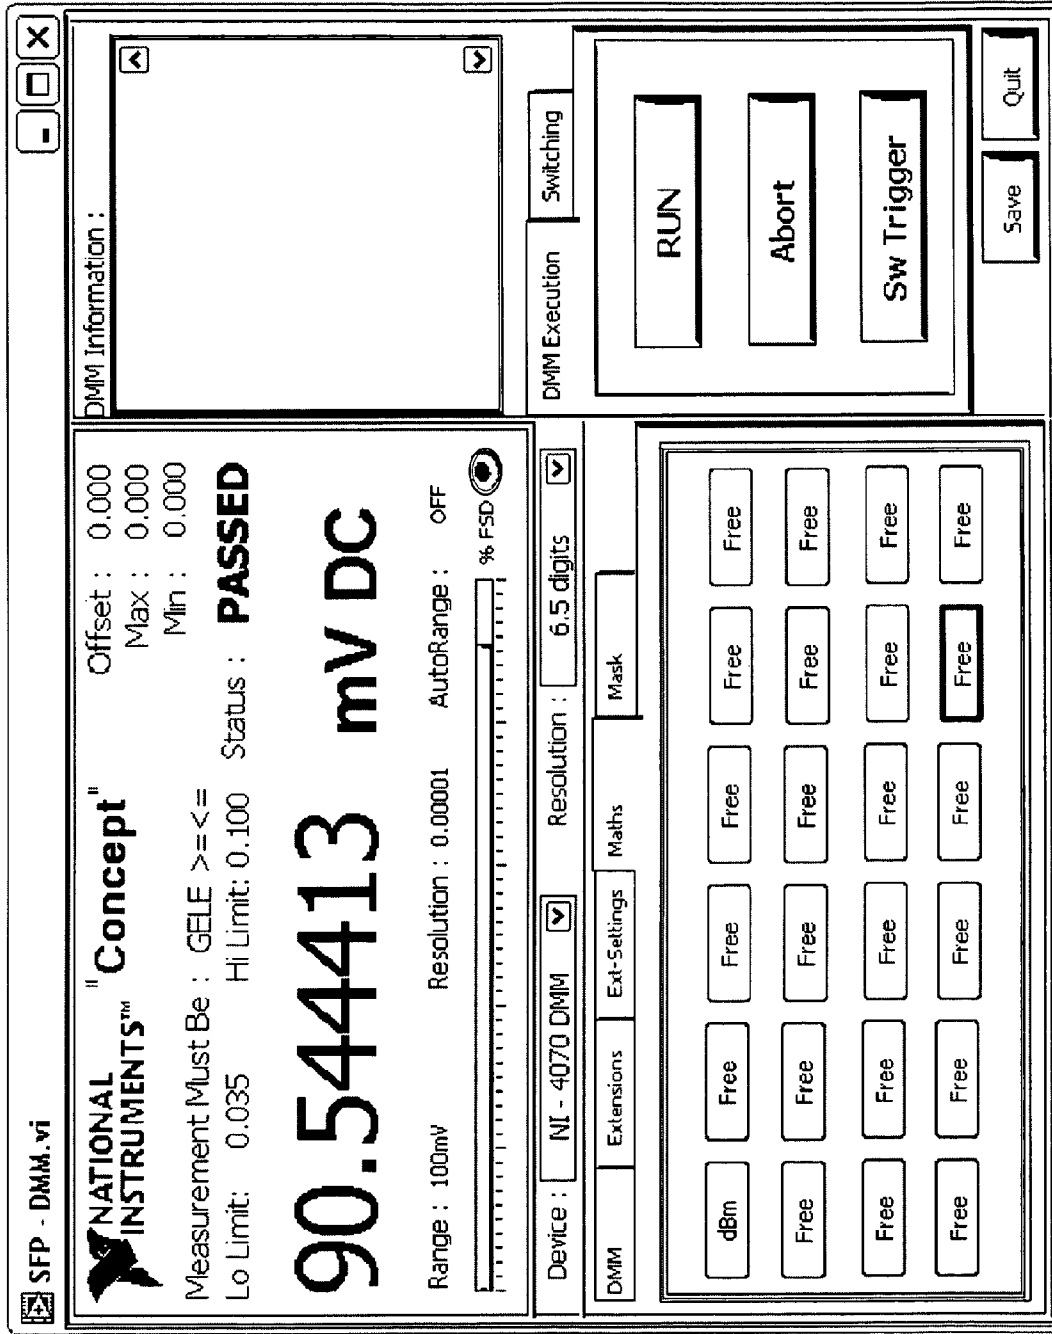 SFP - DMM.vi
NATIONAL INSTRUMENTS™ "Concept"
Offset : 0.000
Max : 0.000
Min : 0.000
Measurement Must Be : GELE >=<=
Lo Limit: 0.035 Hi Limit: 0.100 Status : PASSED
90.54413 mV DC
Range : 100mV Resolution : 0.00001 AutoRange : OFF
% FSD
Device : NI - 4070 DMM Resolution : 6.5 digits
DMM Extensions Ext-Settings Maths Mask
dBm Free Free Free Free Free
Free Free Free Free Free Free
Free Free Free Free Free Free
Free Free Free Free Free Free
DMM Information :
DMM Execution Switching
RUN
Abort
Sw Trigger
Save Quit